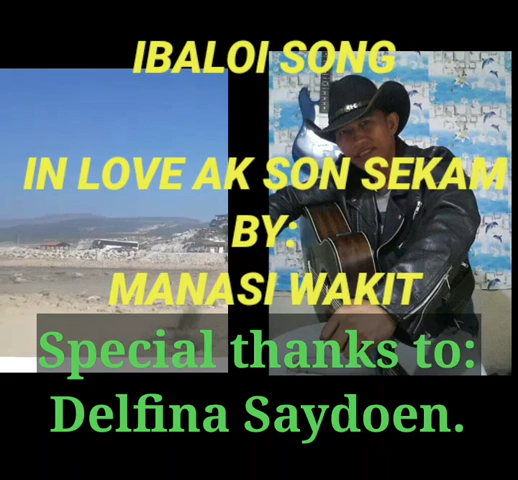 IBALOI SONG
IN LOVE AK SON SEKAM
BY:
MANASI WAKIT
Special thanks to:
Delfina Saydoen.